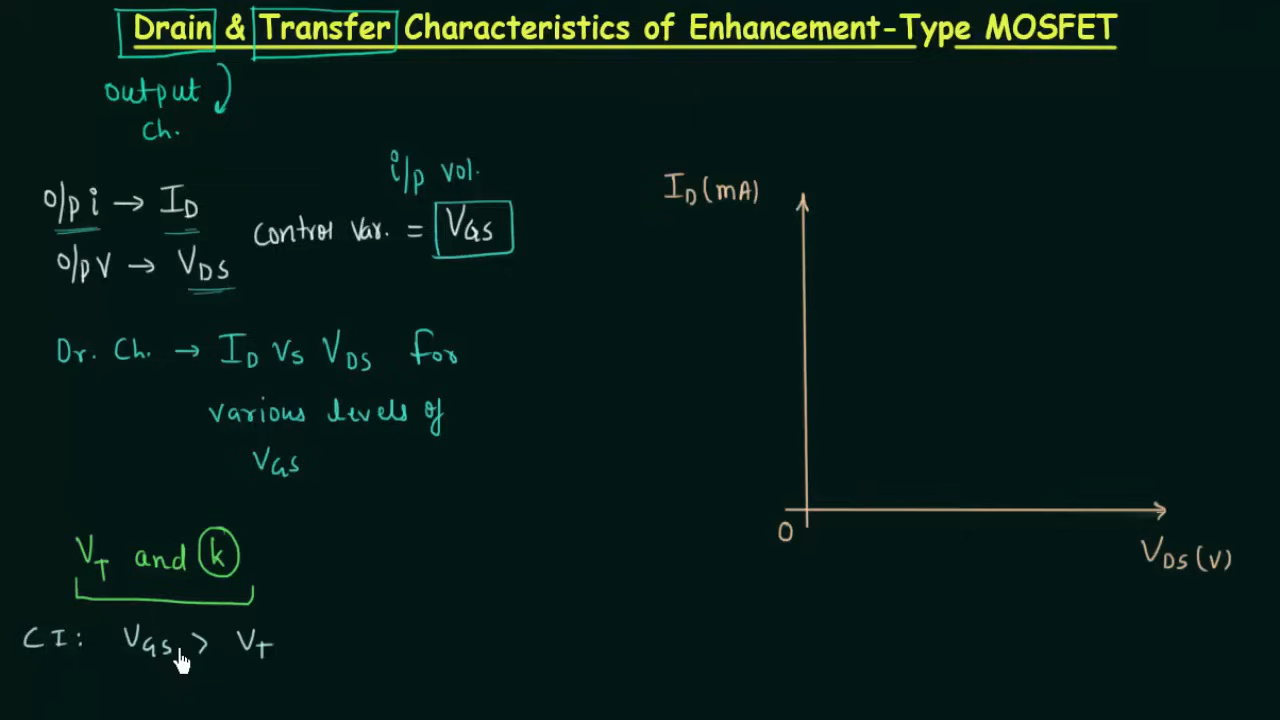 Drain & Transfer Characteristics of Enhancement-Type MOSFET
output
ch.
o/p i → ID
o/p V → VDS
i/p vol.
control var. = VGS
Dr. Ch. → ID vs VDS for
various levels of
VGS
VT and k
C I : VGS > VT
ID (mA)
0
VDS (V)